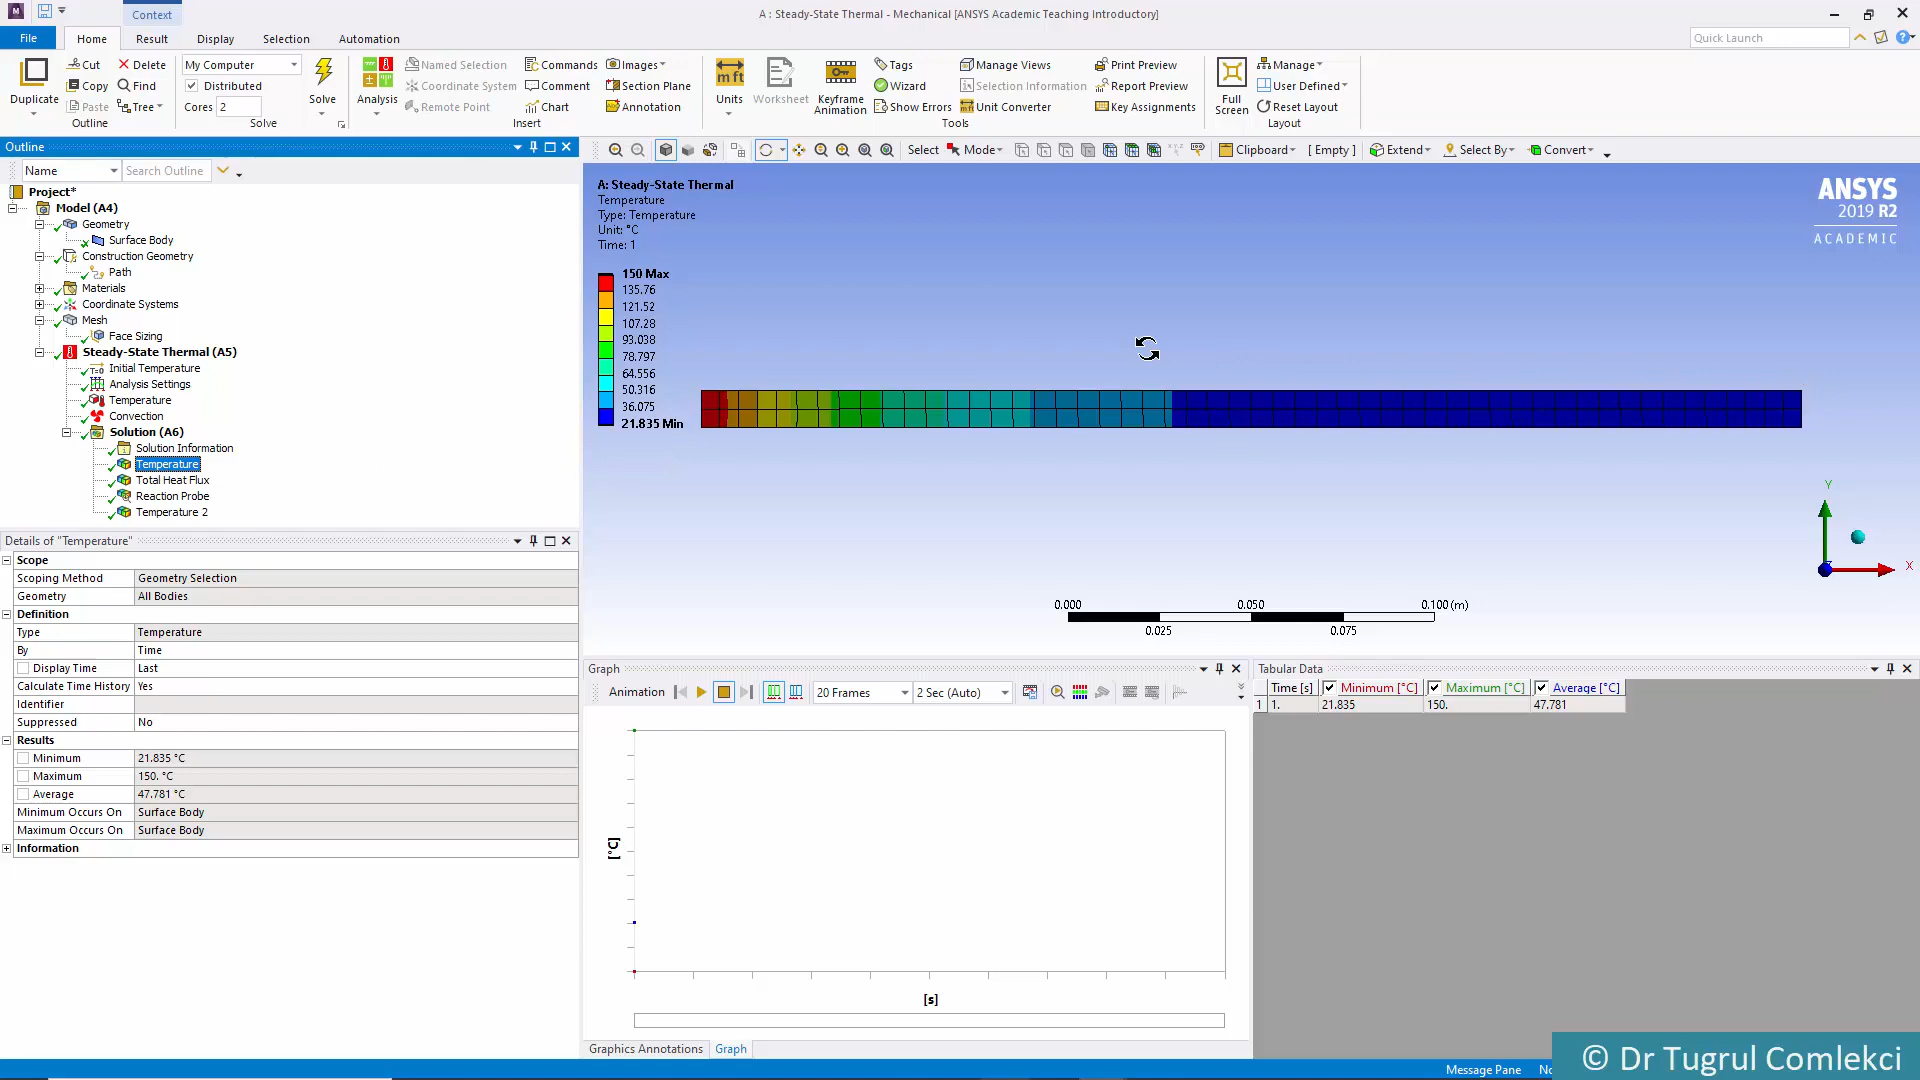 Context
A : Steady-State Thermal - Mechanical [ANSYS Academic Teaching Introductory]
File Home Result Display Selection Automation
Quick Launch
Duplicate
Cut
Copy
Paste
Delete
Find
Tree
Outline
My Computer
Distributed
Cores 2
Solve
Solve
Analysis
Named Selection
Coordinate System
Remote Point
Commands
Comment
Chart
Images
Section Plane
Annotation
Insert
Units
Worksheet
Keyframe
Animation
Tags
Wizard
Show Errors
Manage Views
Selection Information
Unit Converter
Print Preview
Report Preview
Key Assignments
Tools
Full
Screen
Manage
User Defined
Reset Layout
Layout
Outline
Name Search Outline
Project*
Model (A4)
Geometry
Surface Body
Construction Geometry
Path
Materials
Coordinate Systems
Mesh
Face Sizing
Steady-State Thermal (A5)
Initial Temperature
Analysis Settings
Temperature
Convection
Solution (A6)
Solution Information
Temperature
Total Heat Flux
Reaction Probe
Temperature 2
Details of "Temperature"
Scope
Scoping Method Geometry Selection
Geometry All Bodies
Definition
Type Temperature
By Time
Display Time Last
Calculate Time History Yes
Identifier
Suppressed No
Results
Minimum 21.835 °C
Maximum 150. °C
Average 47.781 °C
Minimum Occurs On Surface Body
Maximum Occurs On Surface Body
Information
Select Mode Clipboard [ Empty ] Extend Select By Convert
A: Steady-State Thermal
Temperature
Type: Temperature
Unit: °C
Time: 1
150 Max
135.76
121.52
107.28
93.038
78.797
64.556
50.316
36.075
21.835 Min
ANSYS
2019 R2
ACADEMIC
Y
X
0.000 0.050 0.100 (m)
0.025 0.075
Graph
Animation 20 Frames 2 Sec (Auto)
[°C]
[s]
Graphics Annotations Graph
Tabular Data
Time [s] Minimum [°C] Maximum [°C] Average [°C]
1 1. 21.835 150. 47.781
Message Pane
© Dr Tugrul Comlekci